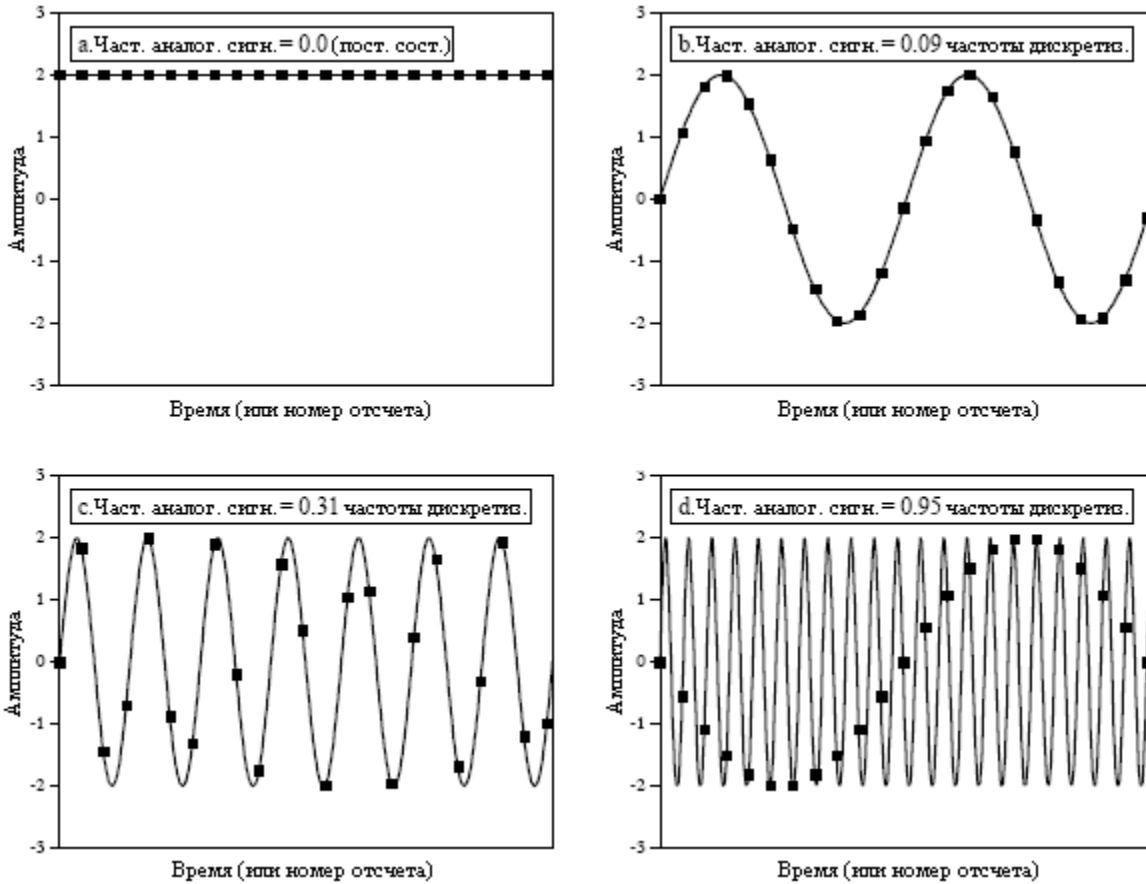 3
a.Част. аналог. сигн.= 0.0 (пост. сост.)
2
1
0
-1
-2
-3
Амплитуда
Время (или номер отсчета)
3
b.Част. аналог. сигн.= 0.09 частоты дискретиз.
2
1
0
-1
-2
-3
Амплитуда
Время (или номер отсчета)
3
c.Част. аналог. сигн.= 0.31 частоты дискретиз.
2
1
0
-1
-2
-3
Амплитуда
Время (или номер отсчета)
3
d.Част. аналог. сигн.= 0.95 частоты дискретиз.
2
1
0
-1
-2
-3
Амплитуда
Время (или номер отсчета)